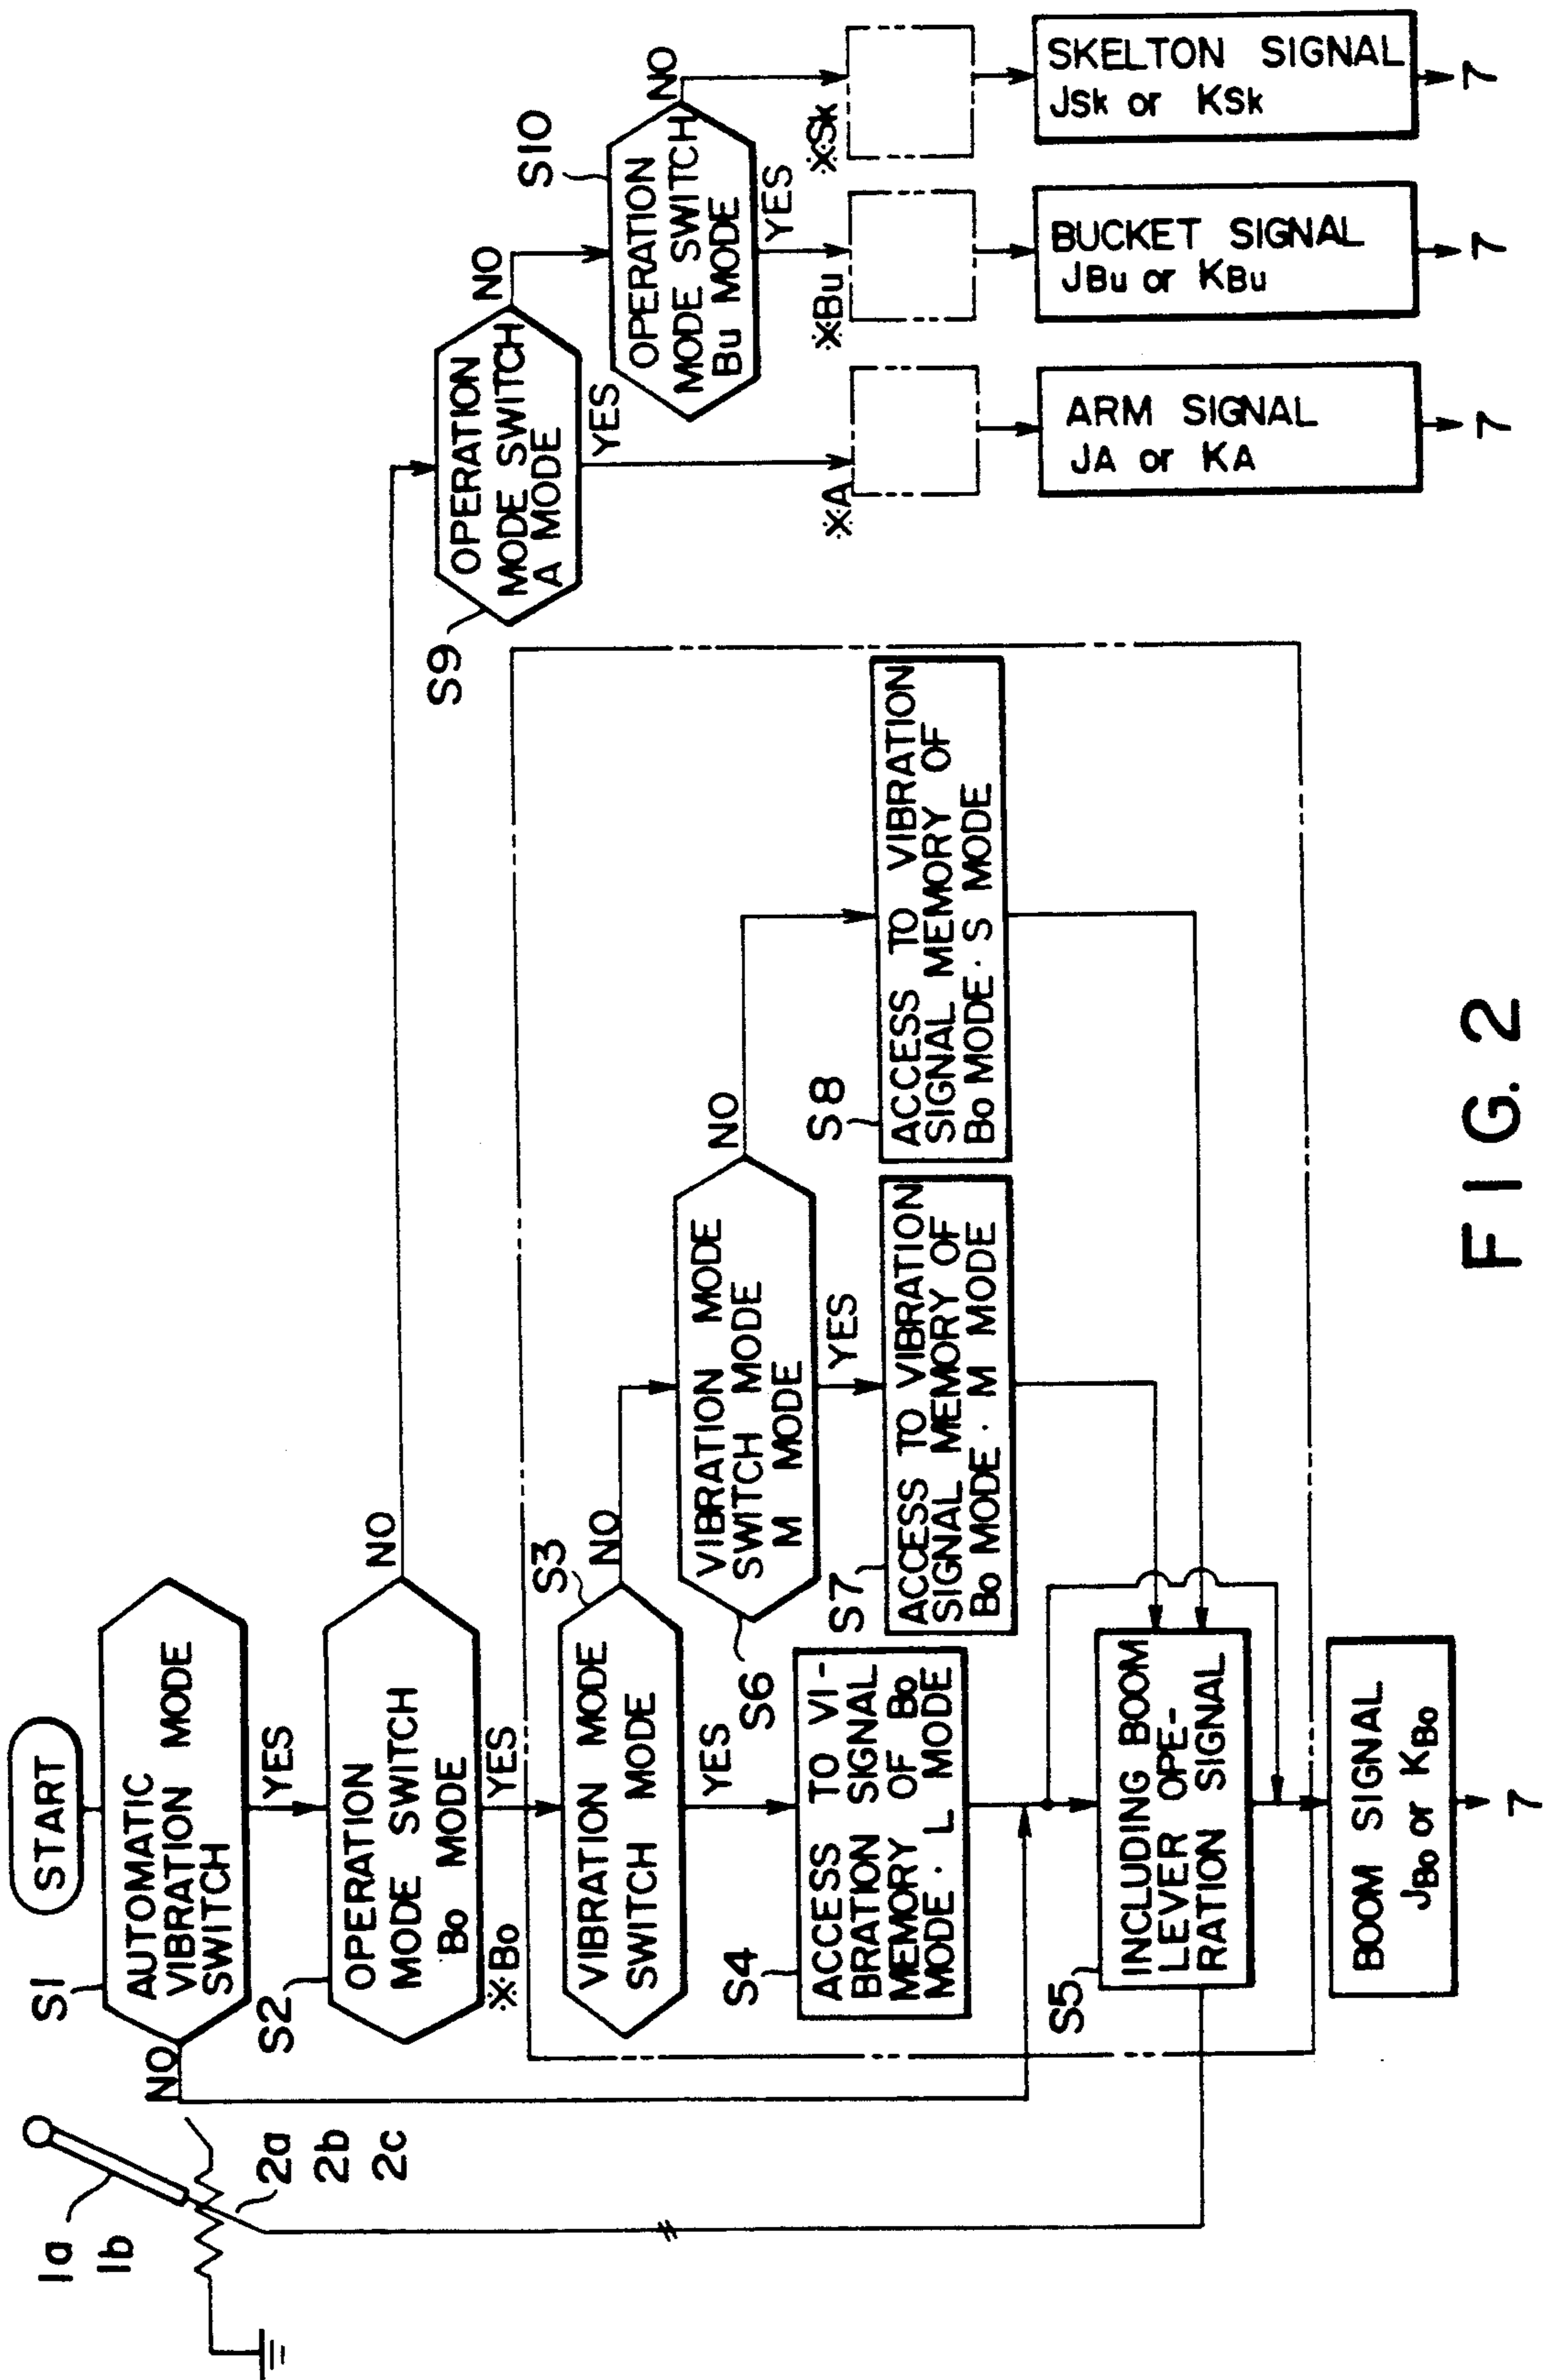 START
S1
AUTOMATIC
VIBRATION MODE
SWITCH
NO
YES
1a
1b
2a
2b
2c
S2
OPERATION
MODE SWITCH
Bo MODE
NO
YES
※Bo
S3
VIBRATION MODE
SWITCH MODE
NO
YES
S4
ACCESS TO VI-
BRATION SIGNAL
MEMORY OF Bo
MODE · L MODE
S5
INCLUDING BOOM
LEVER OPE-
RATION SIGNAL
BOOM SIGNAL
JBo or KBo
7
S6
VIBRATION MODE
SWITCH MODE
M MODE
NO
YES
S7
ACCESS TO VIBRATION
SIGNAL MEMORY OF
Bo MODE · M MODE
S8
ACCESS TO VIBRATION
SIGNAL MEMORY OF
Bo MODE · S MODE
S9
OPERATION
MODE SWITCH
A MODE
NO
YES
※A
ARM SIGNAL
JA or KA
7
S10
OPERATION
MODE SWITCH
Bu MODE
NO
YES
※Bu
BUCKET SIGNAL
JBu or KBu
7
※Sk
SKELTON SIGNAL
JSk or KSk
7
FIG. 2